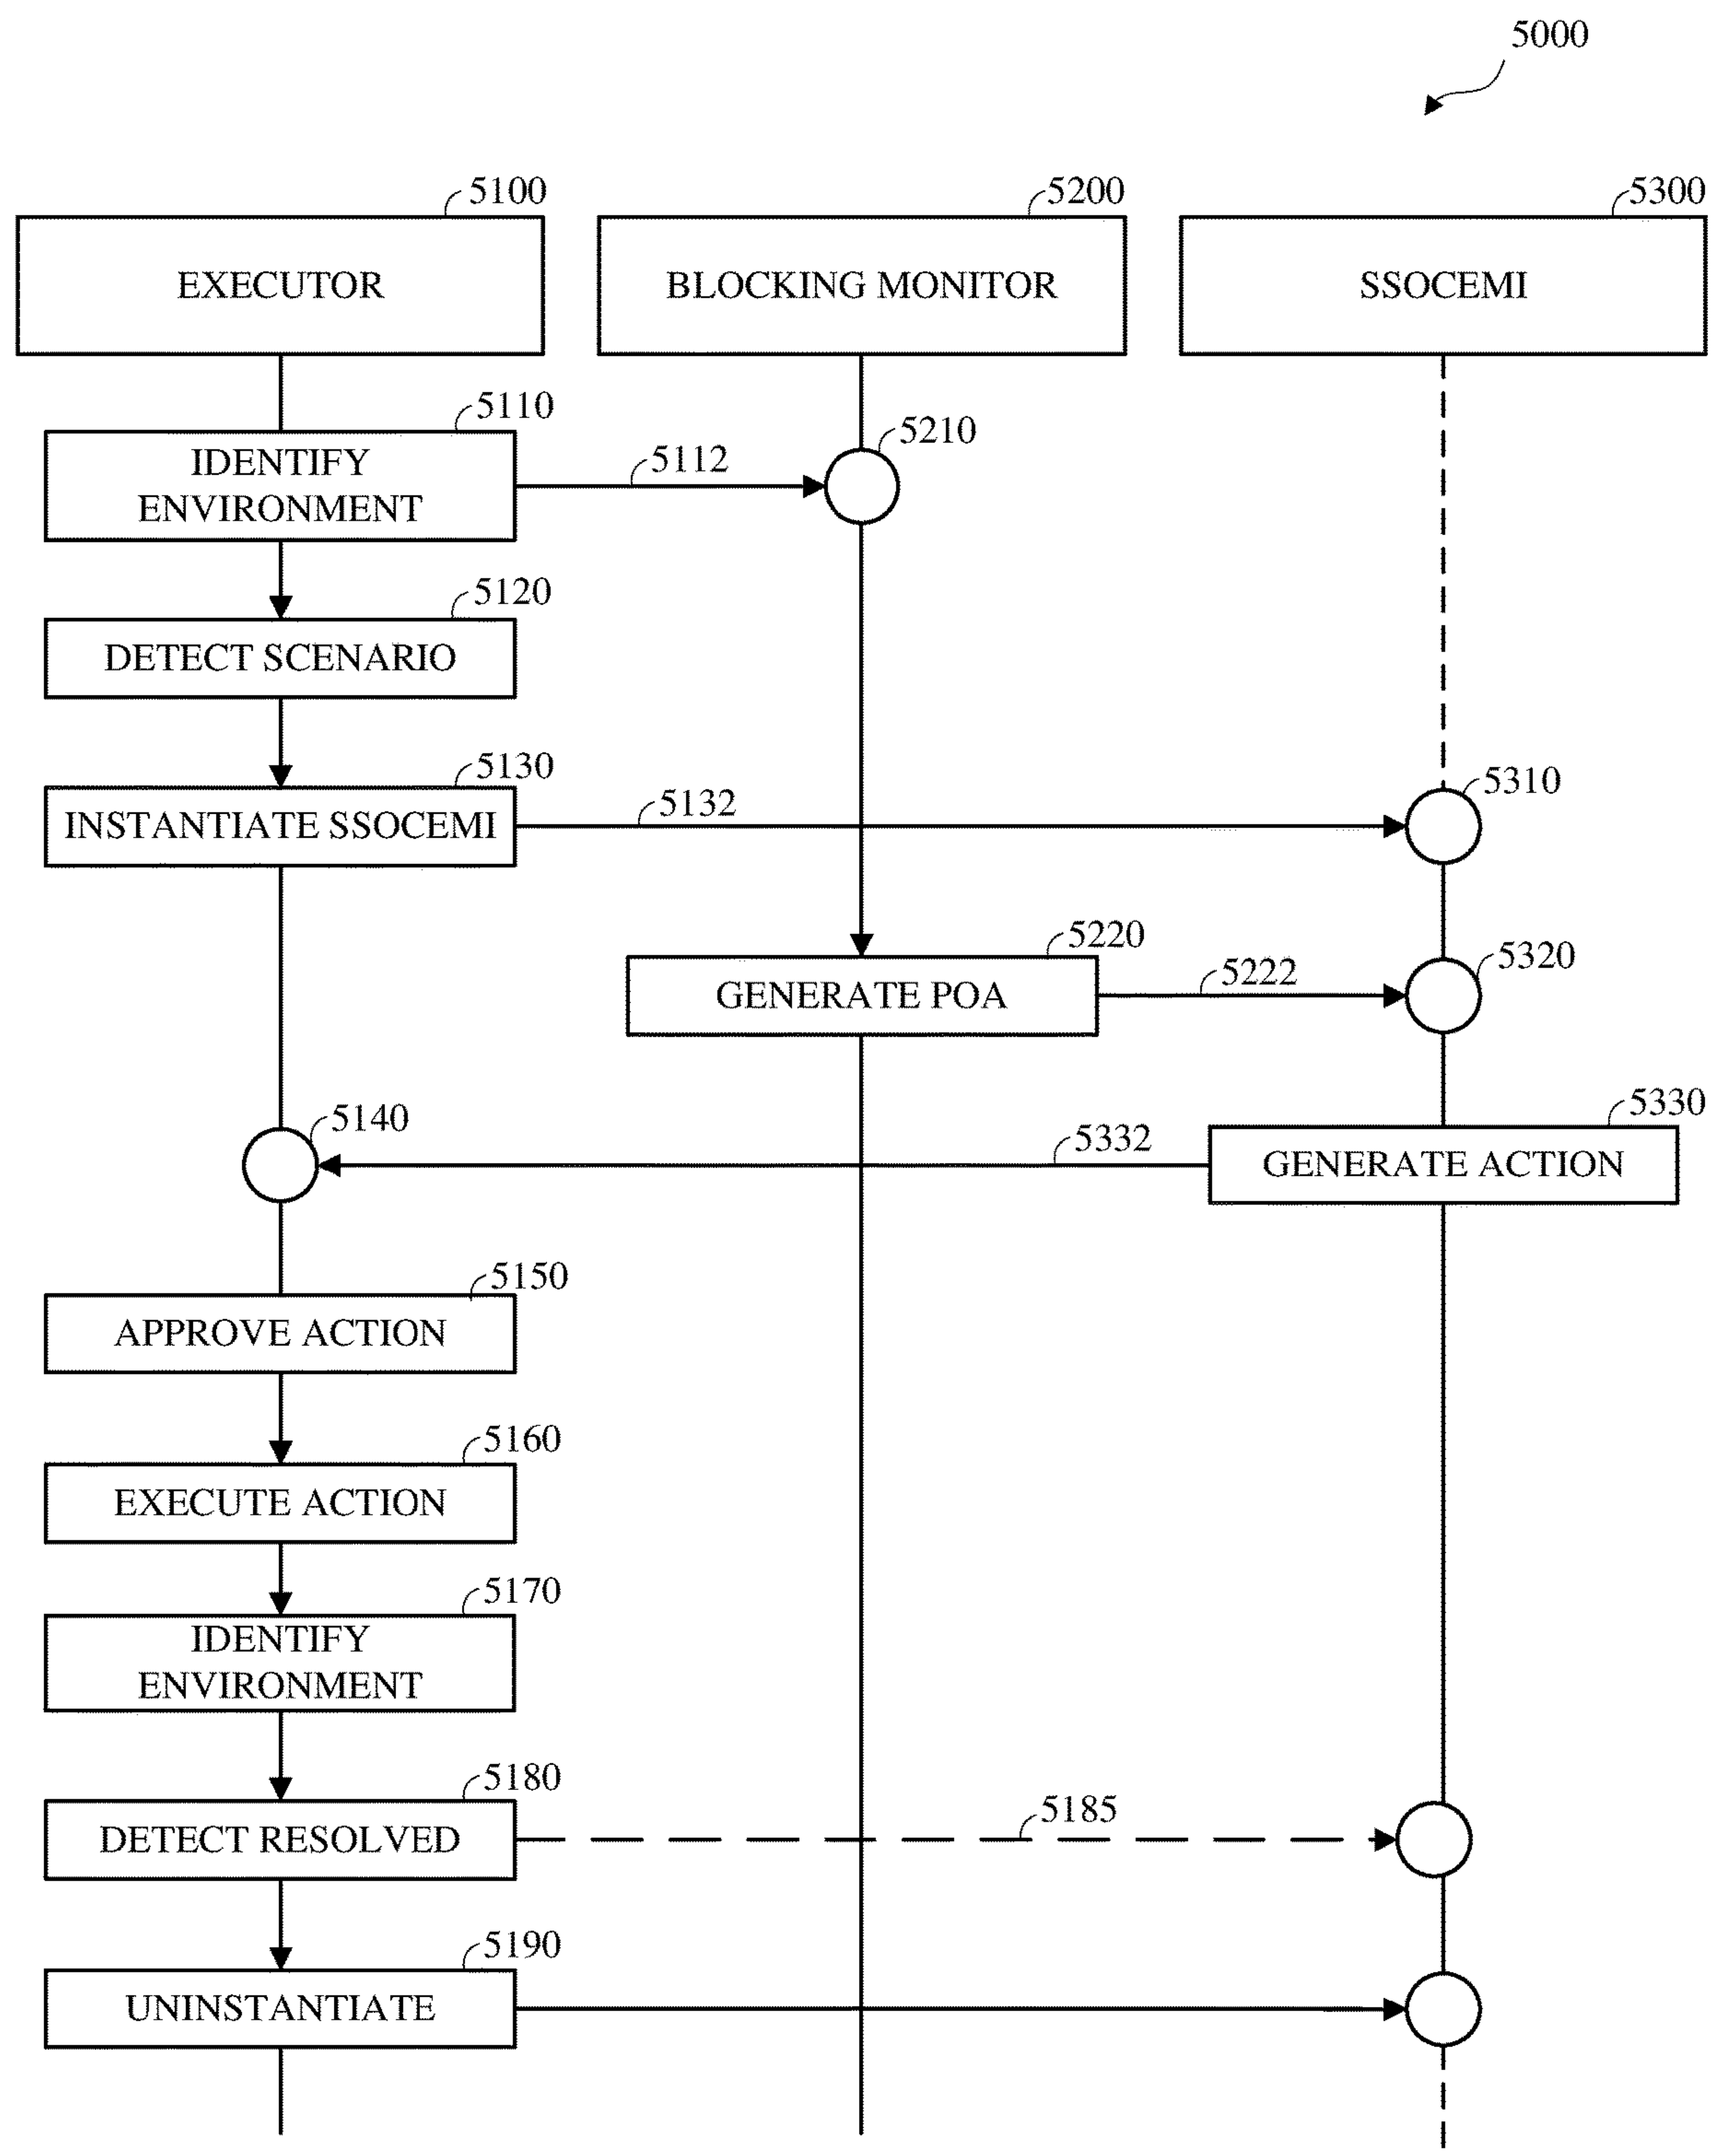 5000
5100
5200
5300
EXECUTOR
BLOCKING MONITOR
SSOCEMI
5110
IDENTIFY
ENVIRONMENT
5112
5210
5120
DETECT SCENARIO
5130
INSTANTIATE SSOCEMI
5132
5310
5220
GENERATE POA
5222
5320
5140
5332
5330
GENERATE ACTION
5150
APPROVE ACTION
5160
EXECUTE ACTION
5170
IDENTIFY
ENVIRONMENT
5180
DETECT RESOLVED
5185
5190
UNINSTANTIATE